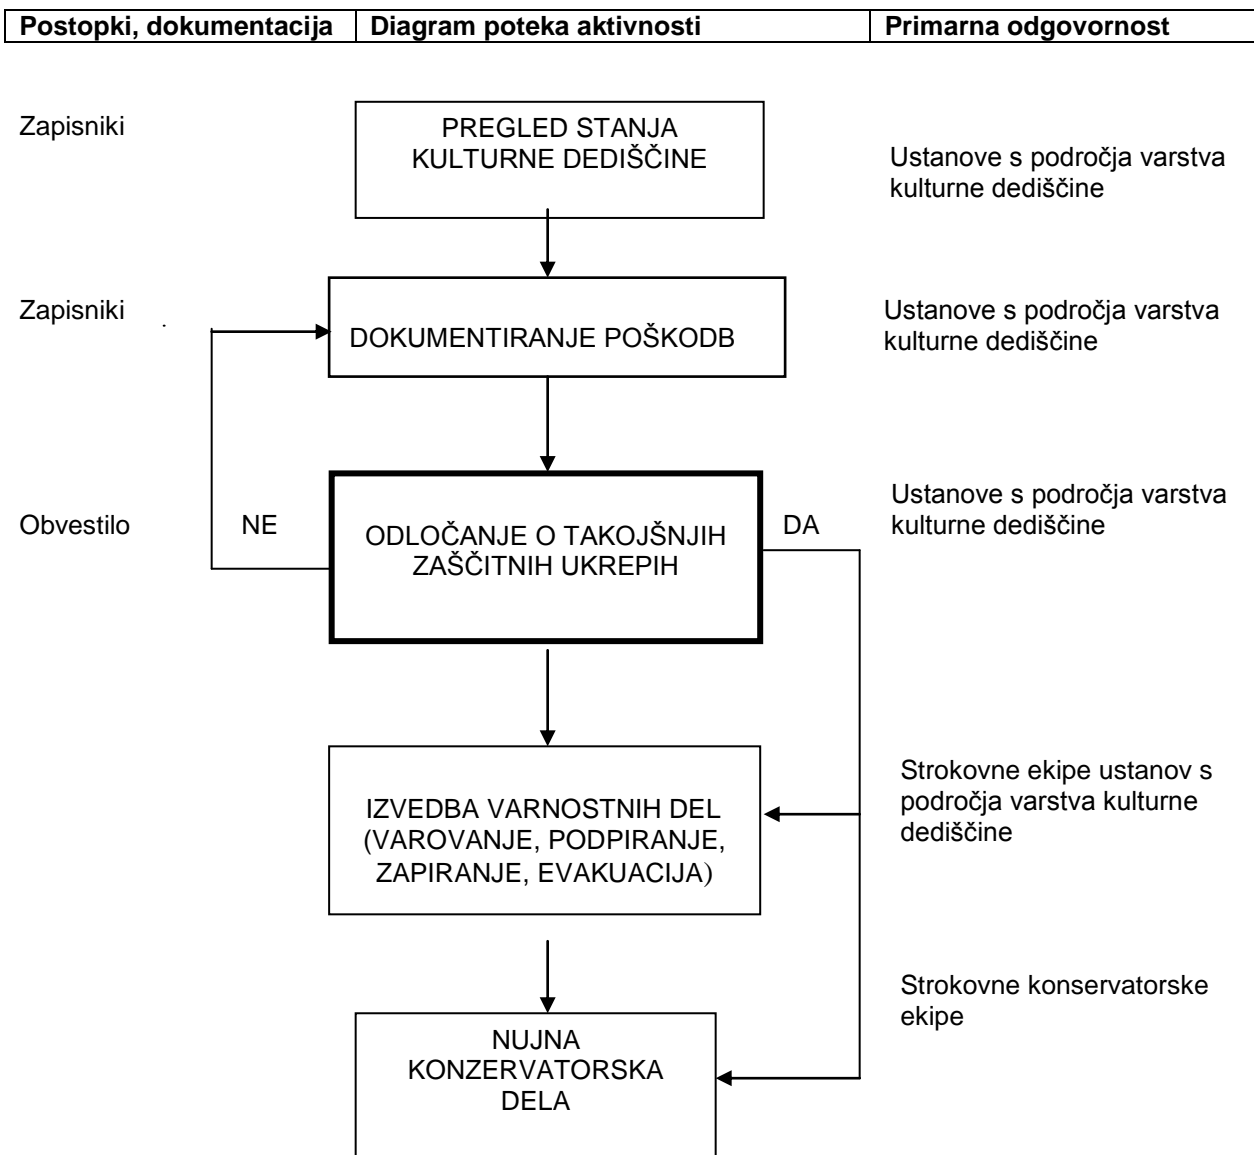 Postopki, dokumentacija Diagram poteka aktivnosti Primarna odgovornost
Zapisniki
PREGLED STANJA
KULTURNE DEDIŠČINE
Ustanove s področja varstva
kulturne dediščine
Zapisniki
DOKUMENTIRANJE POŠKODB
Ustanove s področja varstva
kulturne dediščine
Obvestilo
NE
ODLOČANJE O TAKOJŠNJIH
ZAŠČITNIH UKREPIH
DA
Ustanove s področja varstva
kulturne dediščine
IZVEDBA VARNOSTNIH DEL
(VAROVANJE, PODPIRANJE,
ZAPIRANJE, EVAKUACIJA)
Strokovne ekipe ustanov s
področja varstva kulturne
dediščine
NUJNA
KONZERVATORSKA
DELA
Strokovne konservatorske
ekipe